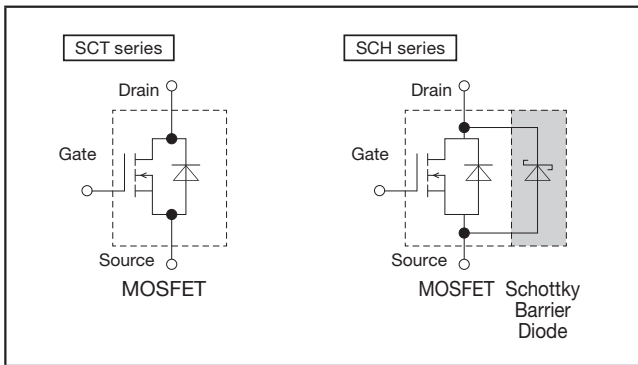 SCT series
Drain
Gate
Source
MOSFET
SCH series
Drain
Gate
Source
MOSFET
Schottky
Barrier
Diode